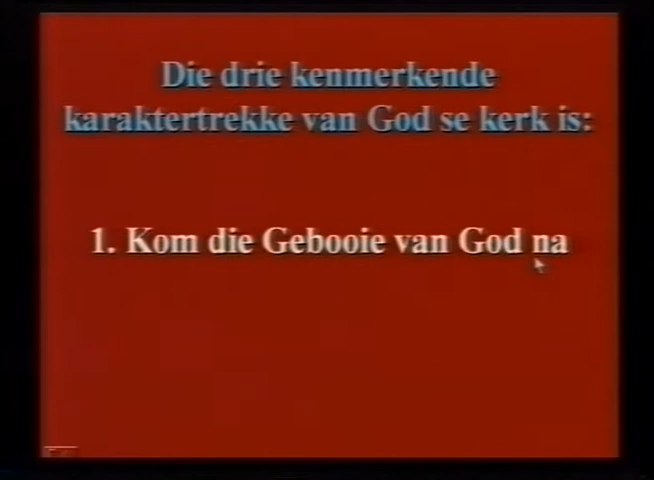 Die drie kenmerkende
karaktertrekke van God se kerk is:
1. Kom die Gebooie van God na